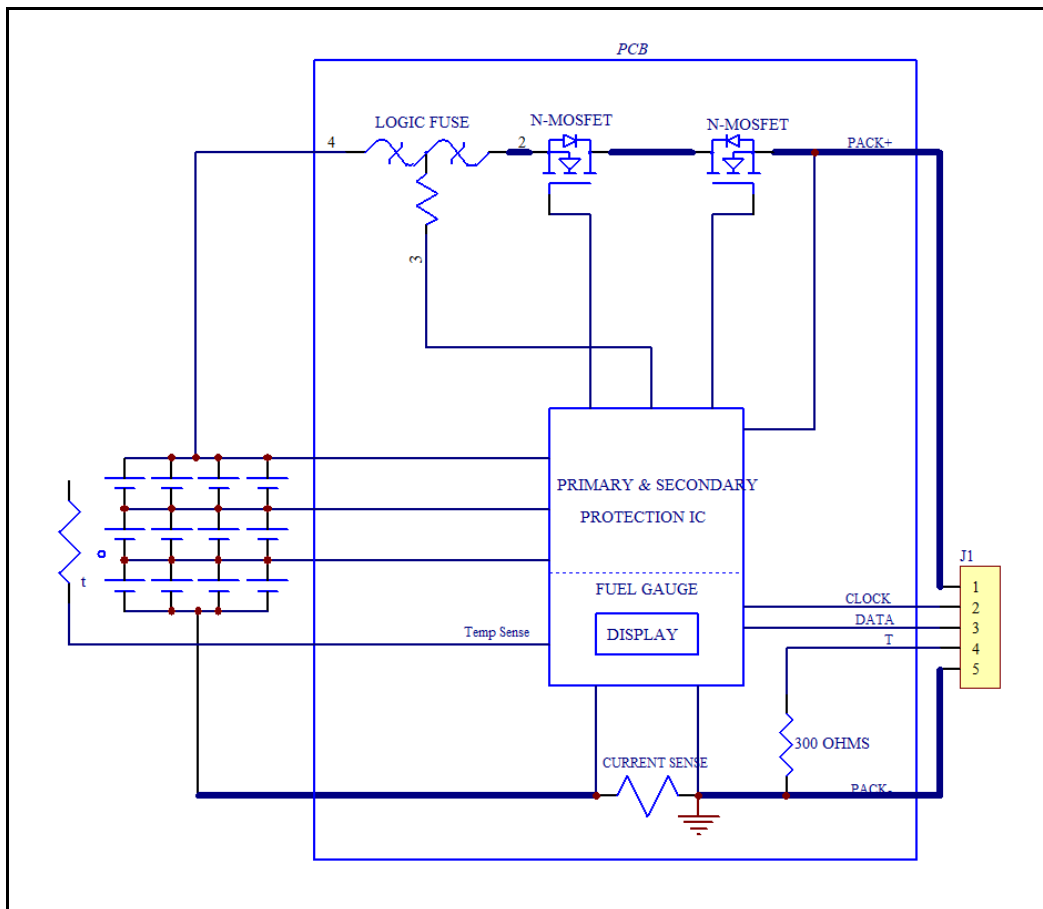 PCB
LOGIC FUSE
N-MOSFET
N-MOSFET
4
2
PACK+
3
PRIMARY & SECONDARY
PROTECTION IC
J1
FUEL GAUGE
1
t
CLOCK
2
DATA
3
Temp Sense
DISPLAY
T
4
5
300 OHMS
CURRENT SENSE
PACK-